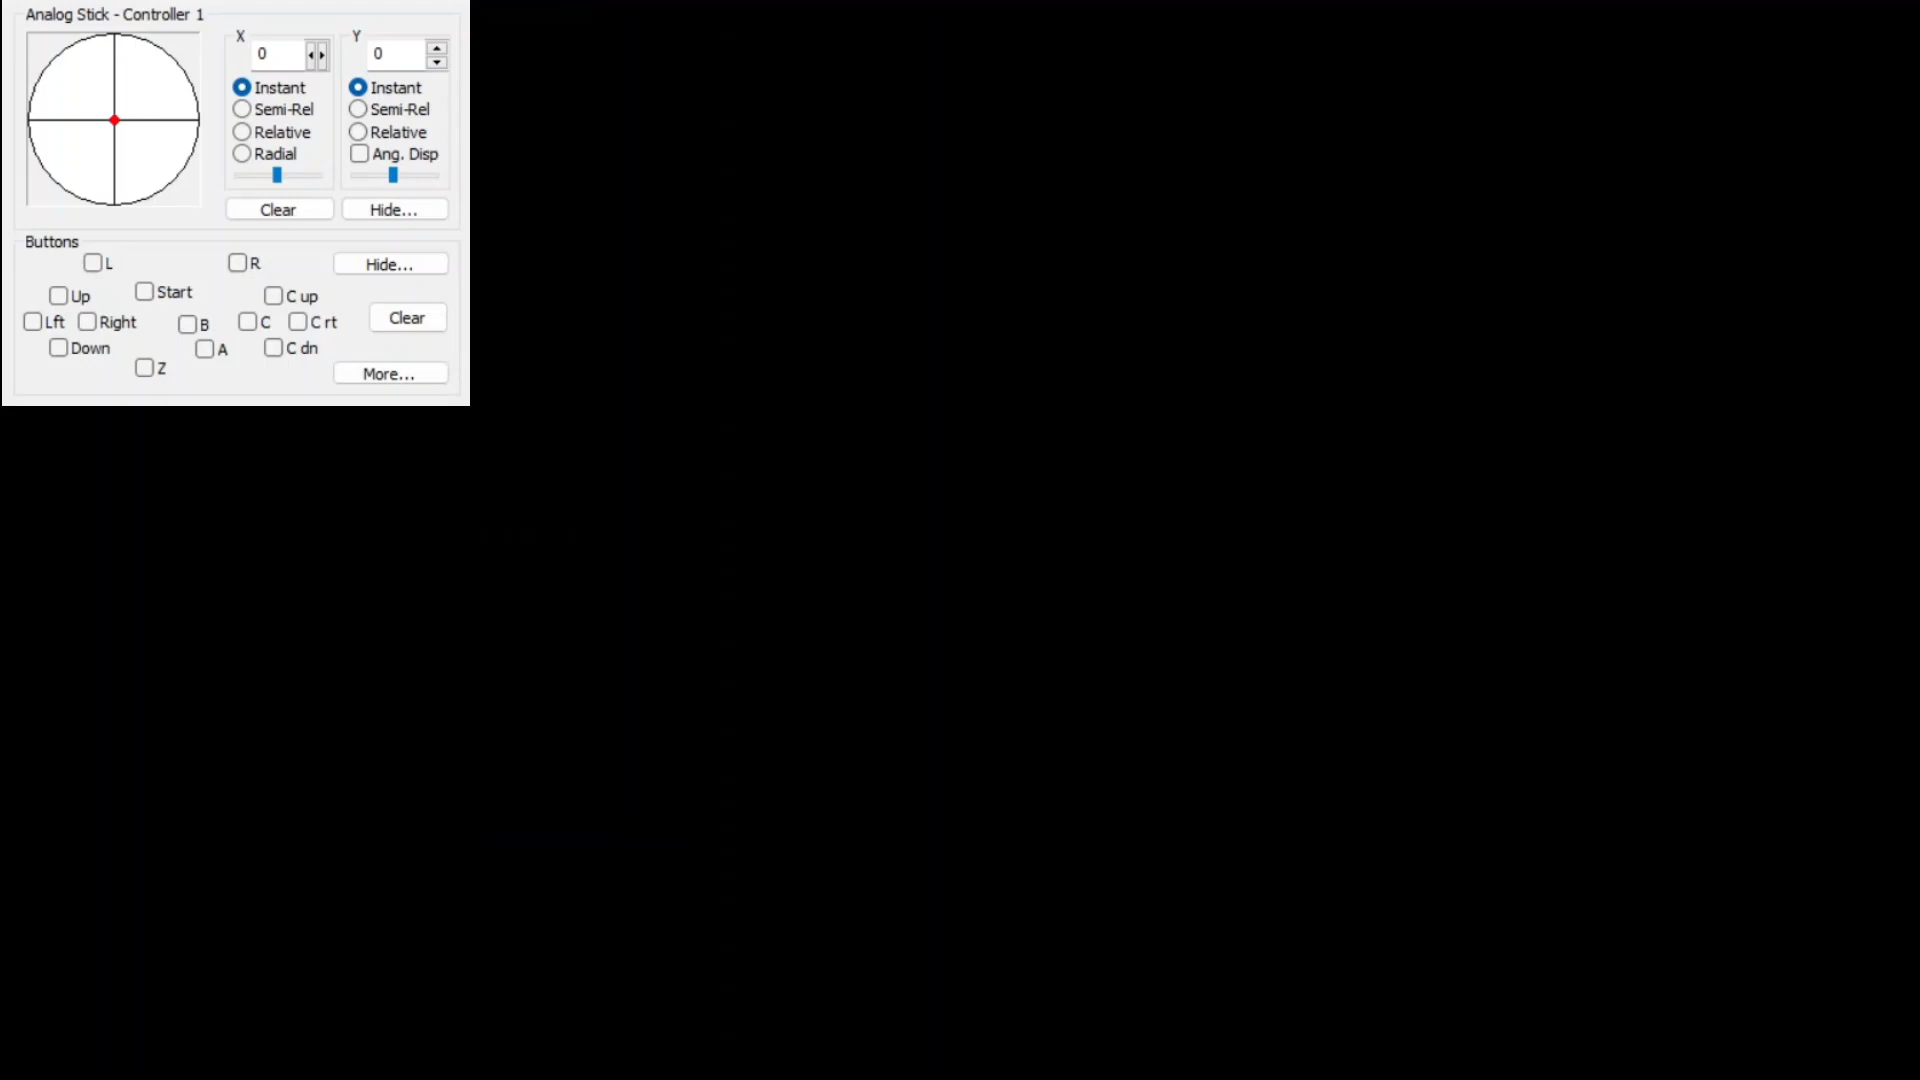 Analog Stick - Controller 1
X
Y
0
0
Instant
Instant
Semi-Rel
Semi-Rel
Relative
Relative
Radial
Ang. Disp
Clear
Hide...
Buttons
L
R
Hide...
Up
Start
C up
Lft
Right
B
C
C rt
Clear
Down
A
C dn
Z
More...